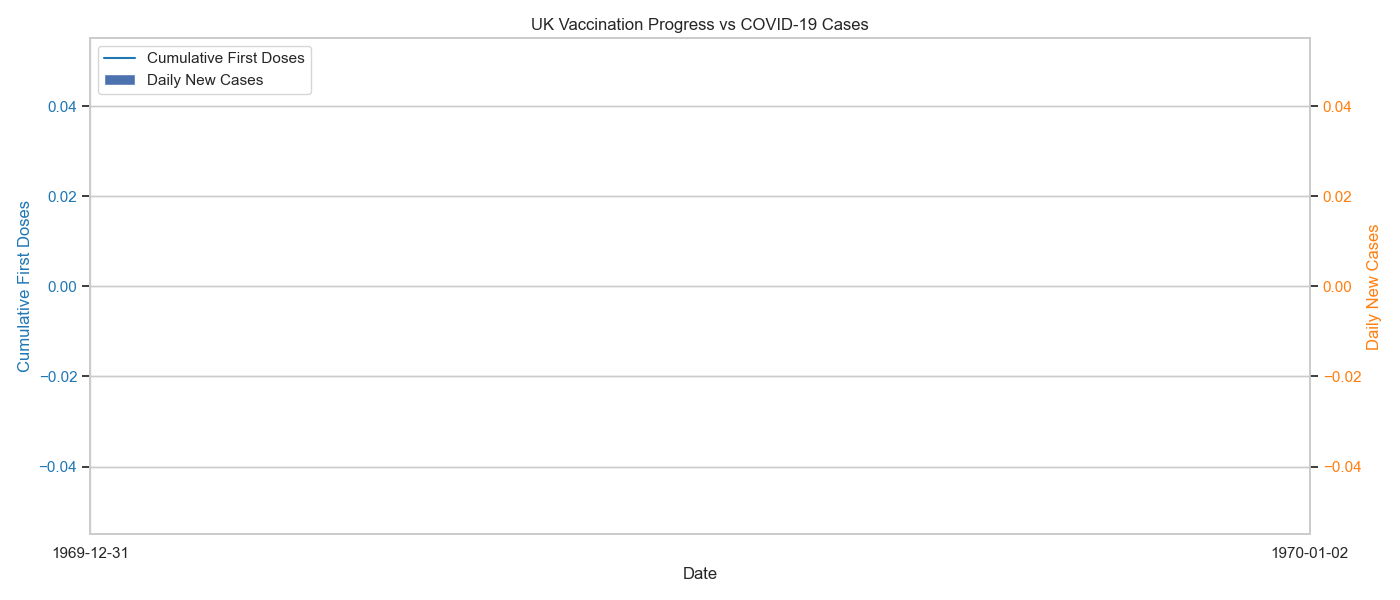 UK Vaccination Progress vs COVID-19 Cases
Cumulative First Doses
Daily New Cases
0.04
0.02
0.00
−0.02
−0.04
Cumulative First Doses
0.04
0.02
0.00
−0.02
−0.04
Daily New Cases
1969-12-31
1970-01-02
Date